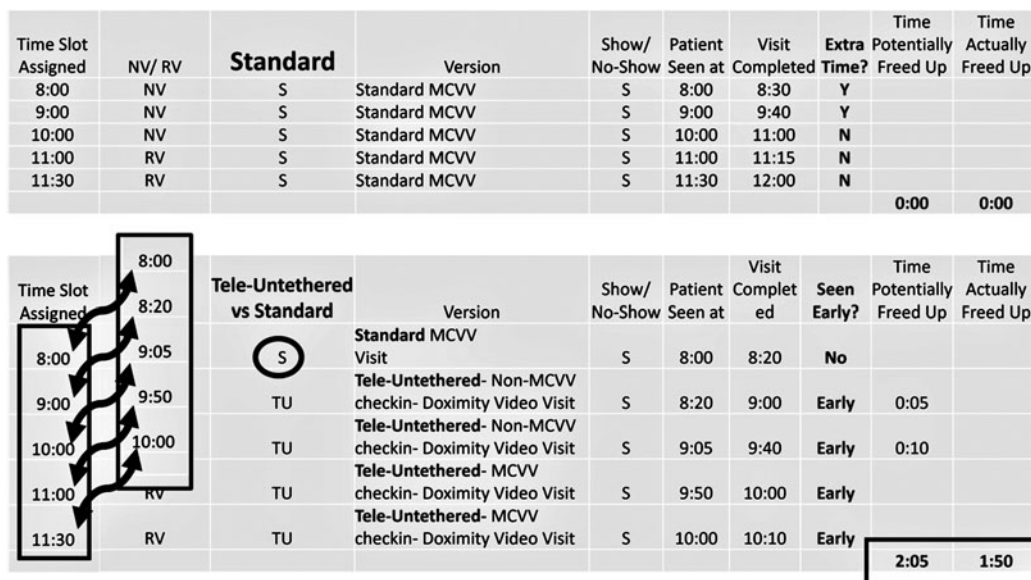 Time Time
Time Slot Show/ Patient Visit Extra Potentially Actually
Assigned NV/ RV Standard Version No-Show Seen at Completed Time? Freed Up Freed Up
8:00 NV S Standard MCVV S 8:00 8:30 Y
9:00 NV S Standard MCVV S 9:00 9:40 Y
10:00 NV S Standard MCVV S 10:00 11:00 N
11:00 RV S Standard MCVV S 11:00 11:15 N
11:30 RV S Standard MCVV S 11:30 12:00 N
0:00 0:00
8:00 Visit Time Time
Time Slot Tele-Untethered Show/ Patient Complet Seen Potentially Actually
Assigned 8:20 vs Standard Version No-Show Seen at ed Early? Freed Up Freed Up
Standard MCVV
8:00 9:05 S Visit S 8:00 8:20 No
Tele-Untethered- Non-MCVV
9:00 9:50 TU checkin- Doximity Video Visit S 8:20 9:00 Early 0:05
Tele-Untethered- Non-MCVV
10:00 10:00 TU checkin- Doximity Video Visit S 9:05 9:40 Early 0:10
Tele-Untethered- MCVV
11:00 RV TU checkin- Doximity Video Visit S 9:50 10:00 Early
Tele-Untethered- MCVV
11:30 RV TU checkin- Doximity Video Visit S 10:00 10:10 Early
2:05 1:50